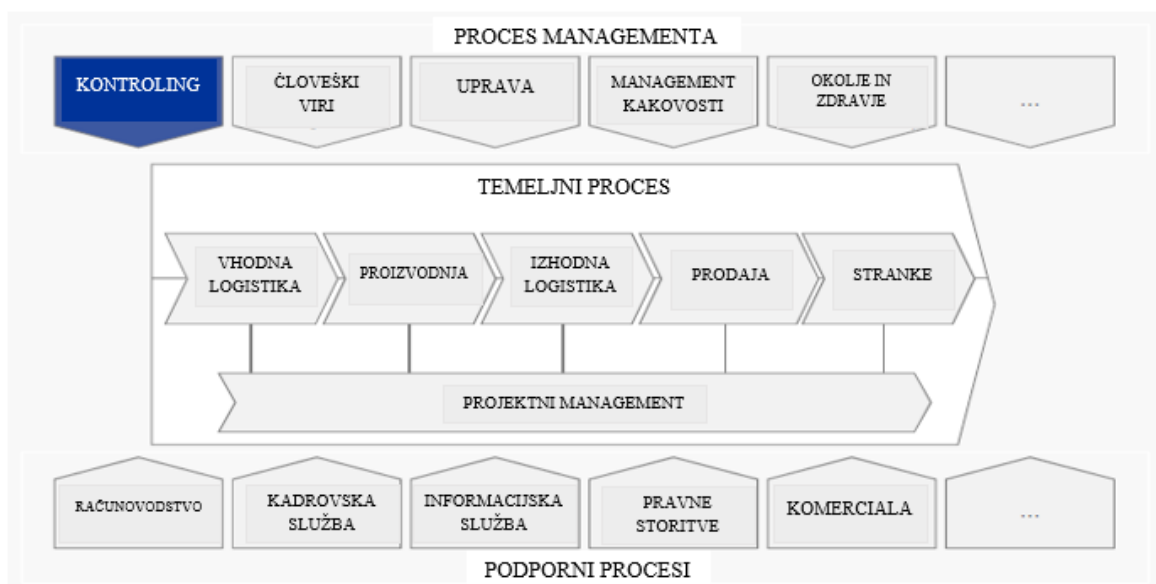 PROCES MANAGEMENTA
KONTROLING
ČLOVEŠKI
VIRI
UPRAVA
MANAGEMENT
KAKOVOSTI
OKOLJE IN
ZDRAVJE
...
TEMELJNI PROCES
VHODNA
LOGISTIKA
PROIZVODNJA
IZHODNA
LOGISTIKA
PRODAJA
STRANKE
PROJEKTNI MANAGEMENT
RAČUNOVODSTVO
KADROVSKA
SLUŽBA
INFORMACIJSKA
SLUŽBA
PRAVNE
STORITVE
KOMERCIALA
...
PODPORNI PROCESI